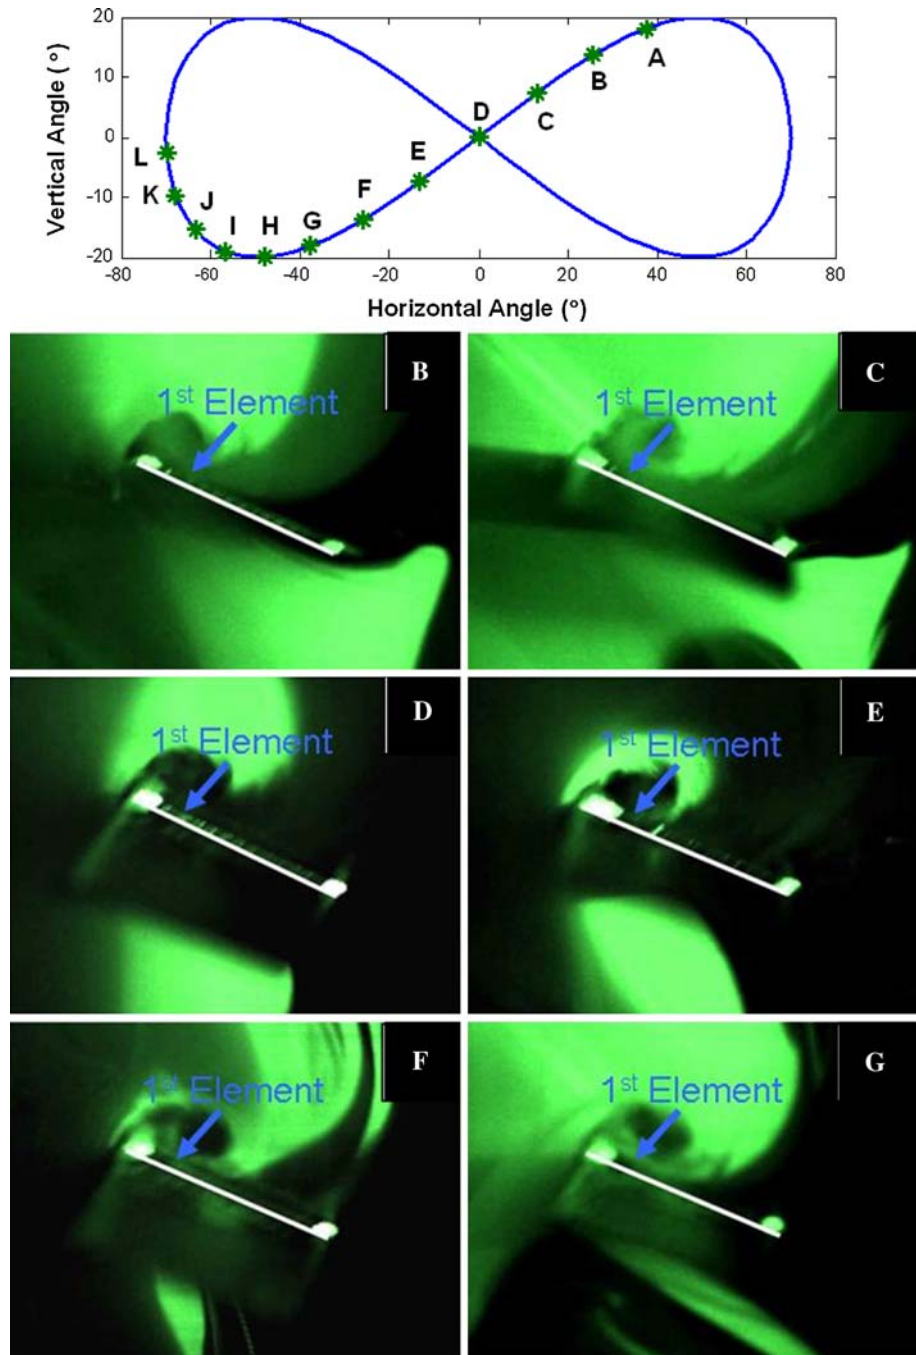 20
10
0
-10
-20
Vertical Angle (°)
A
B
C
D
E
F
G
H
I
J
K
L
-80 -60 -40 -20 0 20 40 60 80
Horizontal Angle (°)
B
1st Element
C
1st Element
D
1st Element
E
1st Element
F
1st Element
G
1st Element